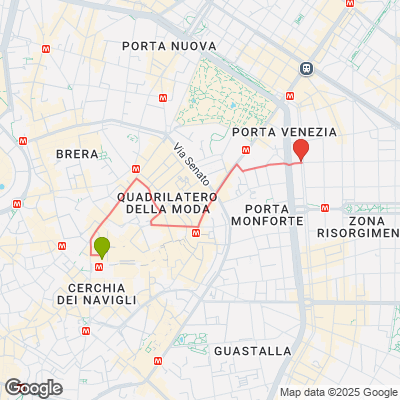 PORTA NUOVA
PORTA VENEZIA
BRERA
Via Senato
QUADRILATERO
DELLA MODA
PORTA
MONFORTE
ZONA
RISORGIMEN
CERCHIA
DEI NAVIGLI
GUASTALLA
Google
Map data ©2025 Google